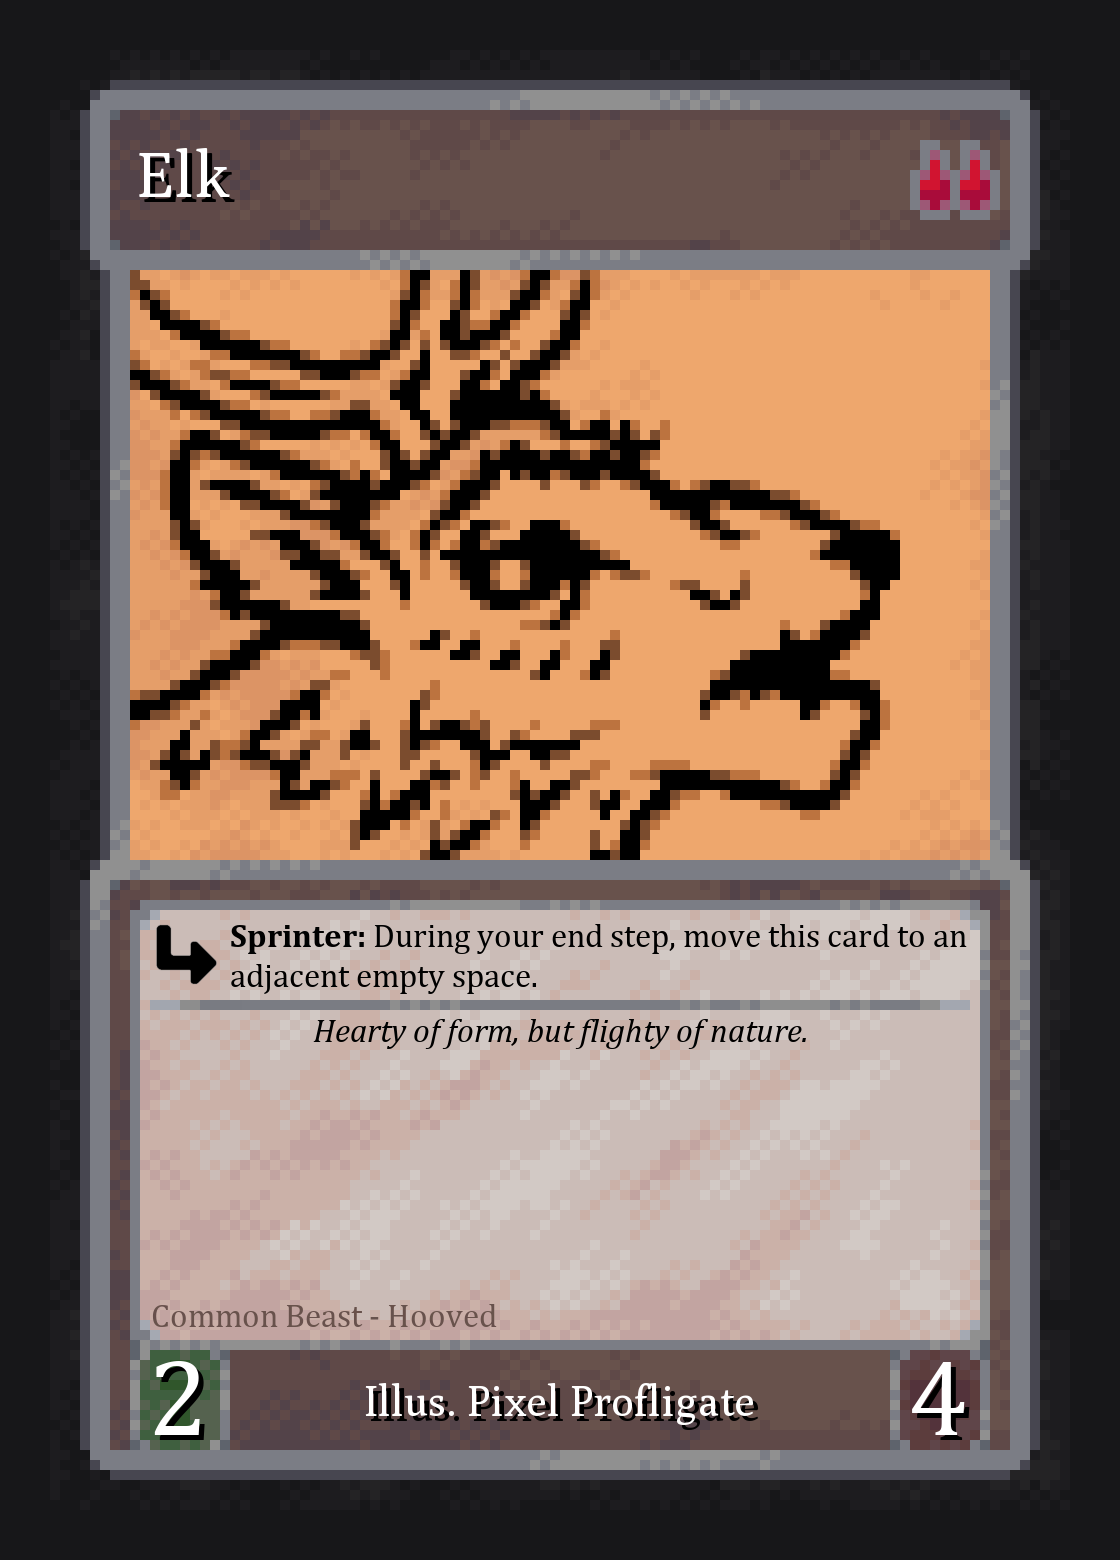 Elk
Sprinter: During your end step, move this card to an
adjacent empty space.
Hearty of form, but flighty of nature.
Common Beast - Hooved
2
Illus. Pixel Profligate
4